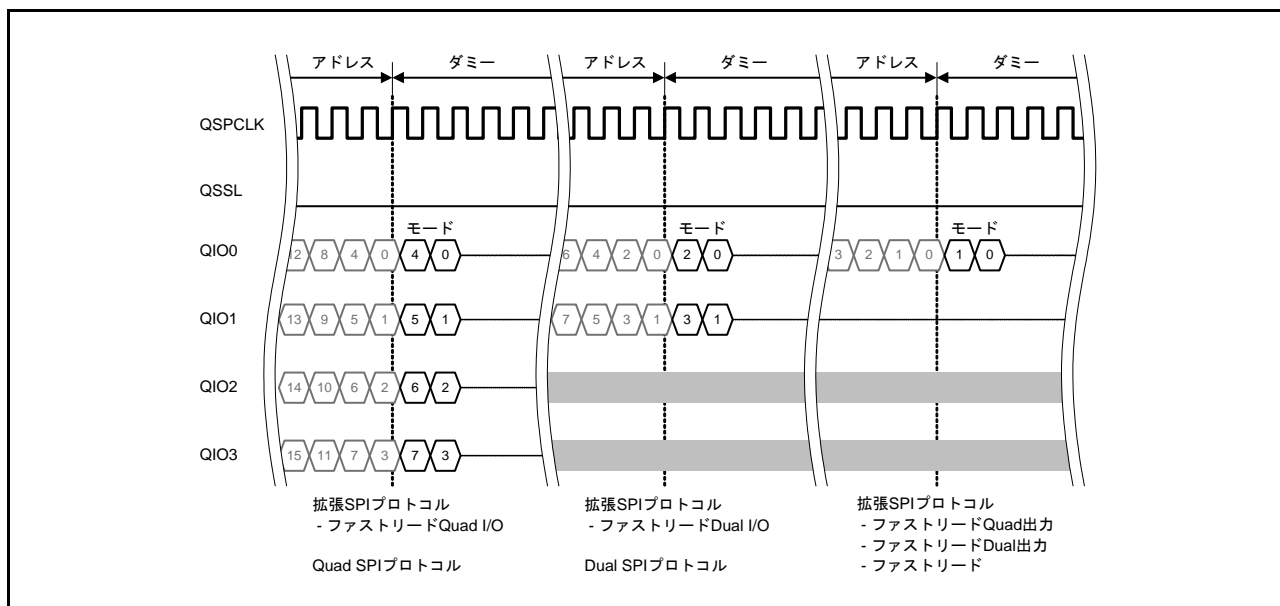 アドレス ダミー アドレス ダミー アドレス ダミー
QSPCLK
QSSL
モード モード モード
QIO0 12 8 4 0 4 0 6 4 2 0 2 0 3 2 1 0 1 0
QIO1 13 9 5 1 5 1 7 5 3 1 3 1
QIO2 14 10 6 2 6 2
QIO3 15 11 7 3 7 3
拡張SPIプロトコル
- ファストリードQuad I/O
Quad SPIプロトコル
拡張SPIプロトコル
- ファストリードDual I/O
Dual SPIプロトコル
拡張SPIプロトコル
- ファストリードQuad出力
- ファストリードDual出力
- ファストリード